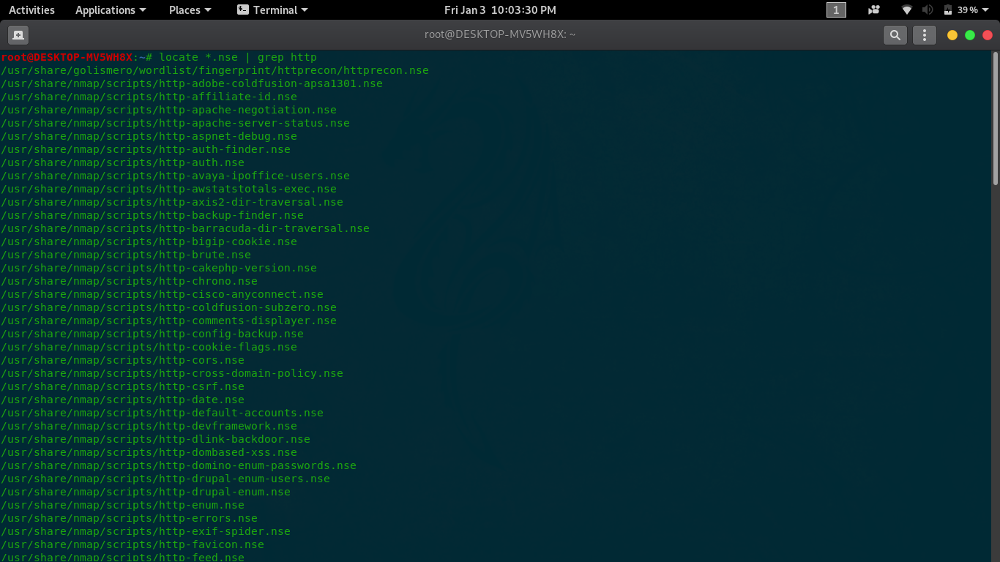 Activities Applications Places Terminal Fri Jan 3 10:03:30 PM 1 39 %
root@DESKTOP-MV5WH8X: ~
root@DESKTOP-MV5WH8X:~# locate *.nse | grep http
/usr/share/golismero/wordlist/fingerprint/httprecon/httprecon.nse
/usr/share/nmap/scripts/http-adobe-coldfusion-apsa1301.nse
/usr/share/nmap/scripts/http-affiliate-id.nse
/usr/share/nmap/scripts/http-apache-negotiation.nse
/usr/share/nmap/scripts/http-apache-server-status.nse
/usr/share/nmap/scripts/http-aspnet-debug.nse
/usr/share/nmap/scripts/http-auth-finder.nse
/usr/share/nmap/scripts/http-auth.nse
/usr/share/nmap/scripts/http-avaya-ipoffice-users.nse
/usr/share/nmap/scripts/http-awstatstotals-exec.nse
/usr/share/nmap/scripts/http-axis2-dir-traversal.nse
/usr/share/nmap/scripts/http-backup-finder.nse
/usr/share/nmap/scripts/http-barracuda-dir-traversal.nse
/usr/share/nmap/scripts/http-bigip-cookie.nse
/usr/share/nmap/scripts/http-brute.nse
/usr/share/nmap/scripts/http-cakephp-version.nse
/usr/share/nmap/scripts/http-chrono.nse
/usr/share/nmap/scripts/http-cisco-anyconnect.nse
/usr/share/nmap/scripts/http-coldfusion-subzero.nse
/usr/share/nmap/scripts/http-comments-displayer.nse
/usr/share/nmap/scripts/http-config-backup.nse
/usr/share/nmap/scripts/http-cookie-flags.nse
/usr/share/nmap/scripts/http-cors.nse
/usr/share/nmap/scripts/http-cross-domain-policy.nse
/usr/share/nmap/scripts/http-csrf.nse
/usr/share/nmap/scripts/http-date.nse
/usr/share/nmap/scripts/http-default-accounts.nse
/usr/share/nmap/scripts/http-devframework.nse
/usr/share/nmap/scripts/http-dlink-backdoor.nse
/usr/share/nmap/scripts/http-dombased-xss.nse
/usr/share/nmap/scripts/http-domino-enum-passwords.nse
/usr/share/nmap/scripts/http-drupal-enum-users.nse
/usr/share/nmap/scripts/http-drupal-enum.nse
/usr/share/nmap/scripts/http-enum.nse
/usr/share/nmap/scripts/http-errors.nse
/usr/share/nmap/scripts/http-exif-spider.nse
/usr/share/nmap/scripts/http-favicon.nse
/usr/share/nmap/scripts/http-feed.nse